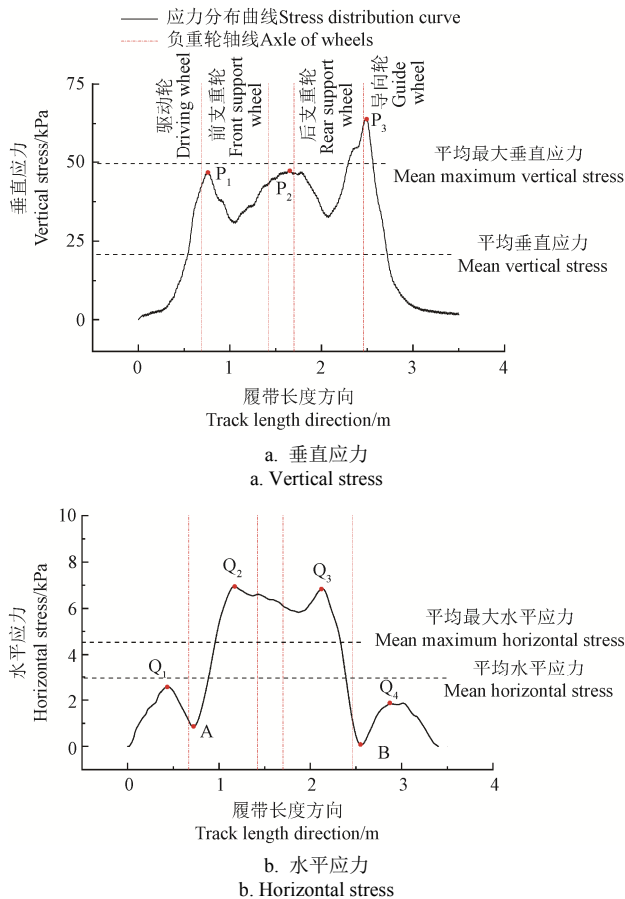 应力分布曲线Stress distribution curve
负重轮轴线Axle of wheels
驱动轮
Driving wheel
前支重轮
Front support
wheel
后支重轮
Rear support
wheel
导向轮
Guide
wheel
垂直应力
Vertical stress/kPa
75
50
25
0
P1
P2
P3
平均最大垂直应力
Mean maximum vertical stress
平均垂直应力
Mean vertical stress
0 1 2 3 4
履带长度方向
Track length direction/m
a. 垂直应力
a. Vertical stress
水平应力
Horizontal stress/kPa
10
8
6
4
2
0
Q1
Q2
Q3
Q4
A
B
平均最大水平应力
Mean maximum horizontal stress
平均水平应力
Mean horizontal stress
0 1 2 3 4
履带长度方向
Track length direction/m
b. 水平应力
b. Horizontal stress